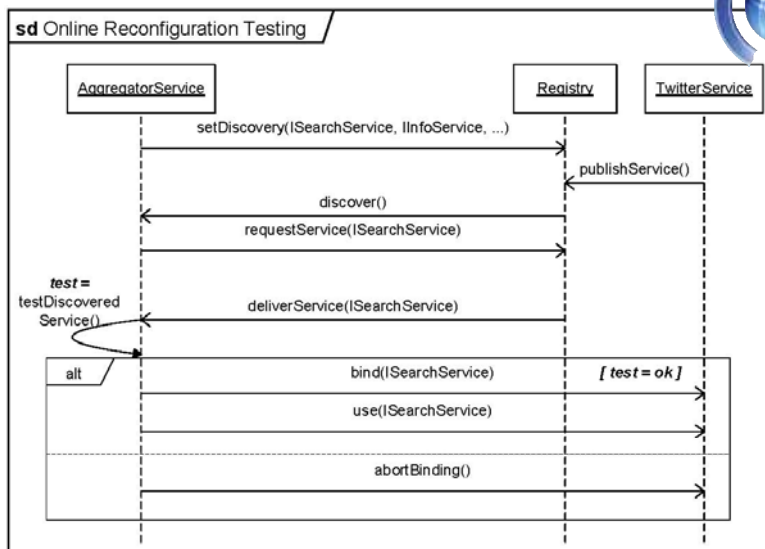 sd Online Reconfiguration Testing
AggregatorService
Registry
TwitterService
setDiscovery(ISearchService, IInfoService, ...)
publishService()
discover()
requestService(ISearchService)
test =
testDiscovered
Service()
deliverService(ISearchService)
alt
bind(ISearchService)
[ test = ok ]
use(ISearchService)
abortBinding()